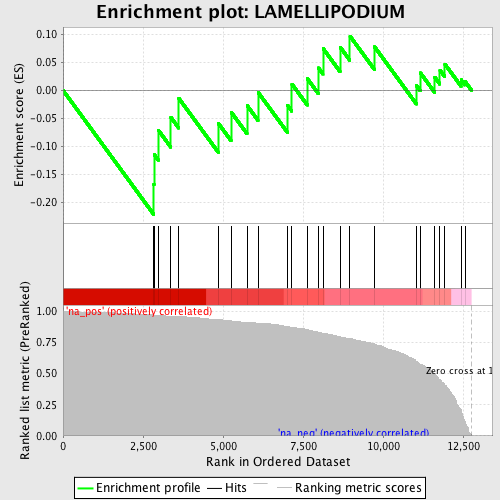 Enrichment plot: LAMELLIPODIUM
Enrichment score (ES)
0.10
0.05
0.00
-0.05
-0.10
-0.15
-0.20
'na_pos' (positively correlated)
Ranked list metric (PreRanked)
1.00
0.75
0.50
0.25
0.00
Zero cross at 1
'na_neg' (negatively correlated)
0
2,500
5,000
7,500
10,000
12,500
Rank in Ordered Dataset
Enrichment profile
Hits
Ranking metric scores